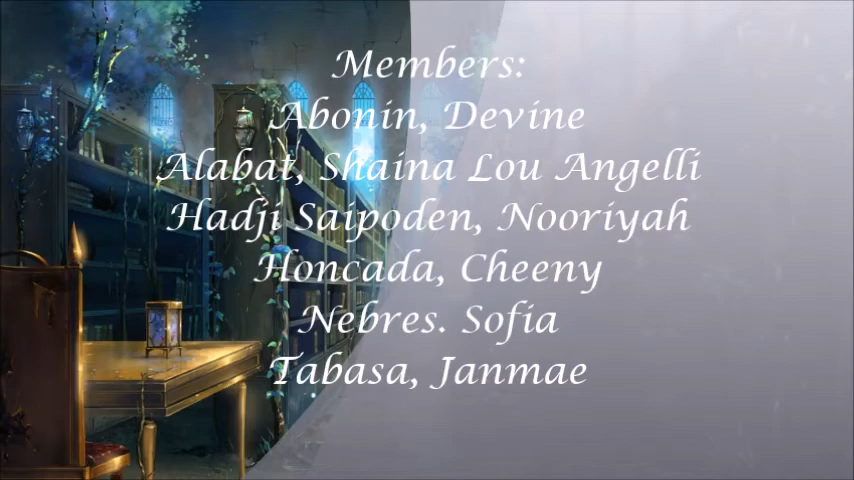 Members:
Abonin, Devine
Alabat, Shaina Lou Angelli
Hadji Saipoden, Nooriyah
Honcada, Cheeny
Nebres. Sofia
Tabasa, Janmae